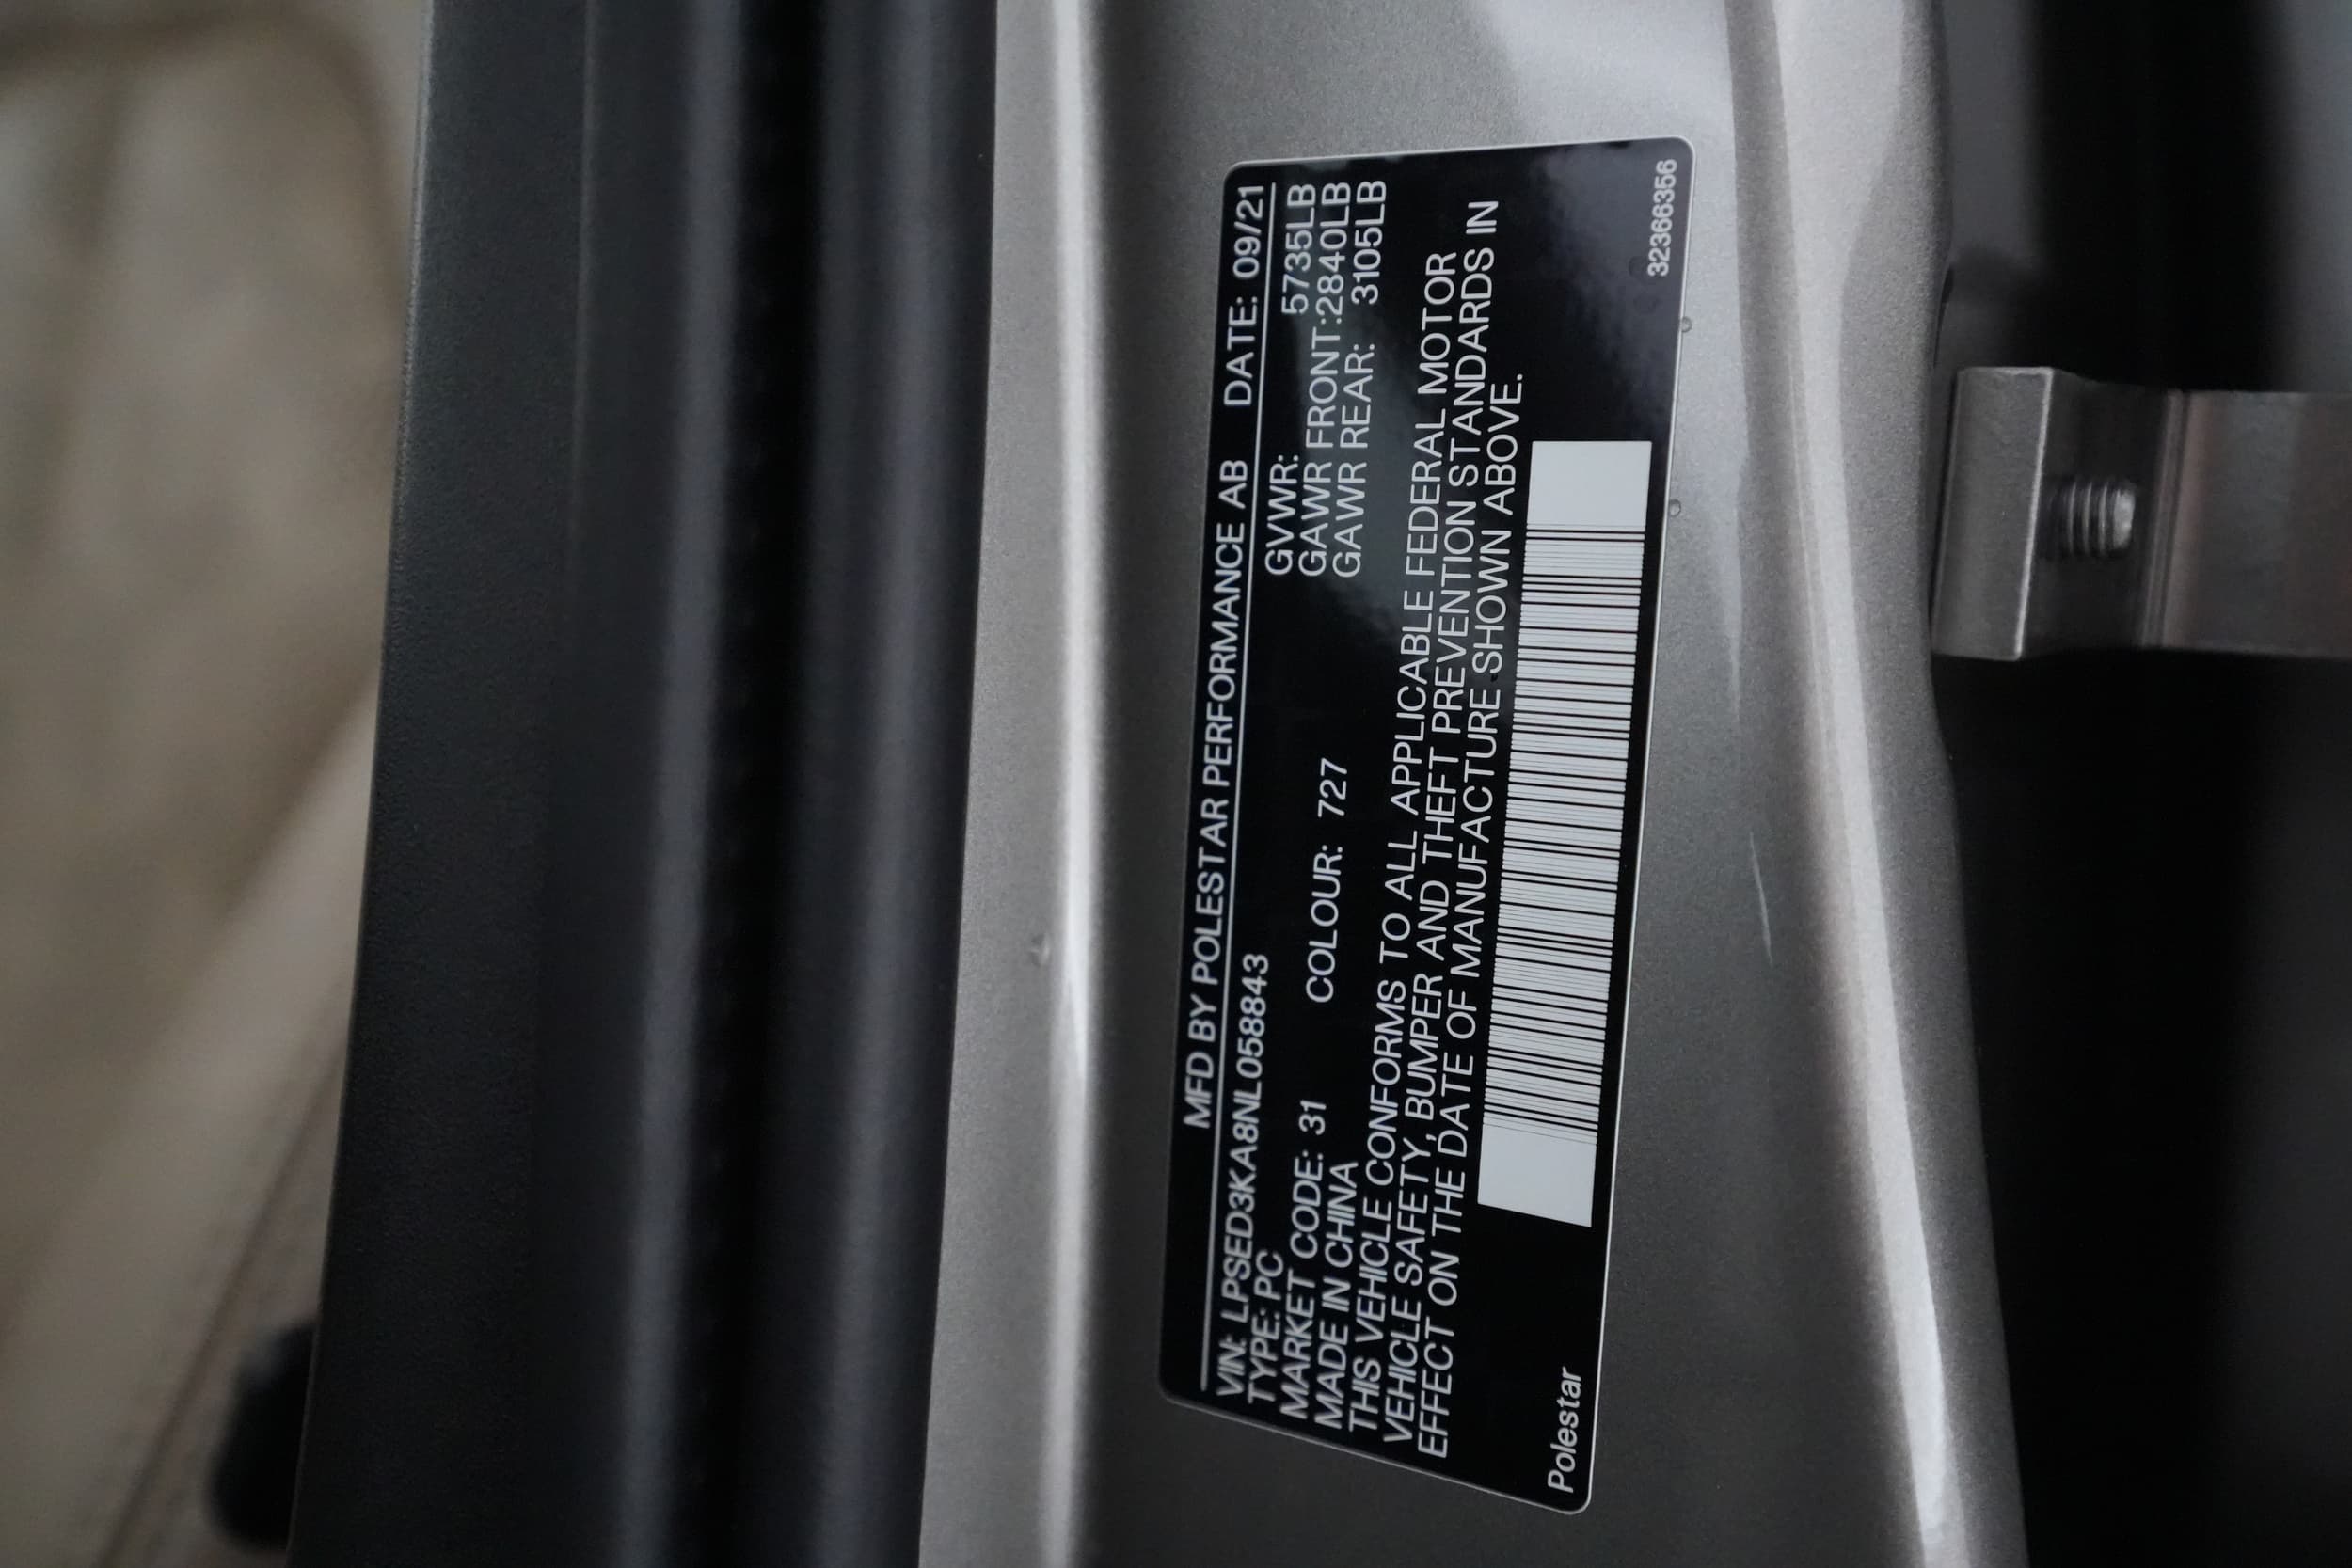 MFD BY POLESTAR PERFORMANCE AB DATE: 09/21
VIN: LPSED3KA8NL058843
TYPE: PC GVWR: 5735LB
MARKET CODE: 31 COLOUR: 727 GAWR FRONT:2840LB
MADE IN CHINA GAWR REAR: 3105LB
THIS VEHICLE CONFORMS TO ALL APPLICABLE FEDERAL MOTOR
VEHICLE SAFETY, BUMPER AND THEFT PREVENTION STANDARDS IN
EFFECT ON THE DATE OF MANUFACTURE SHOWN ABOVE.
Polestar 32366356